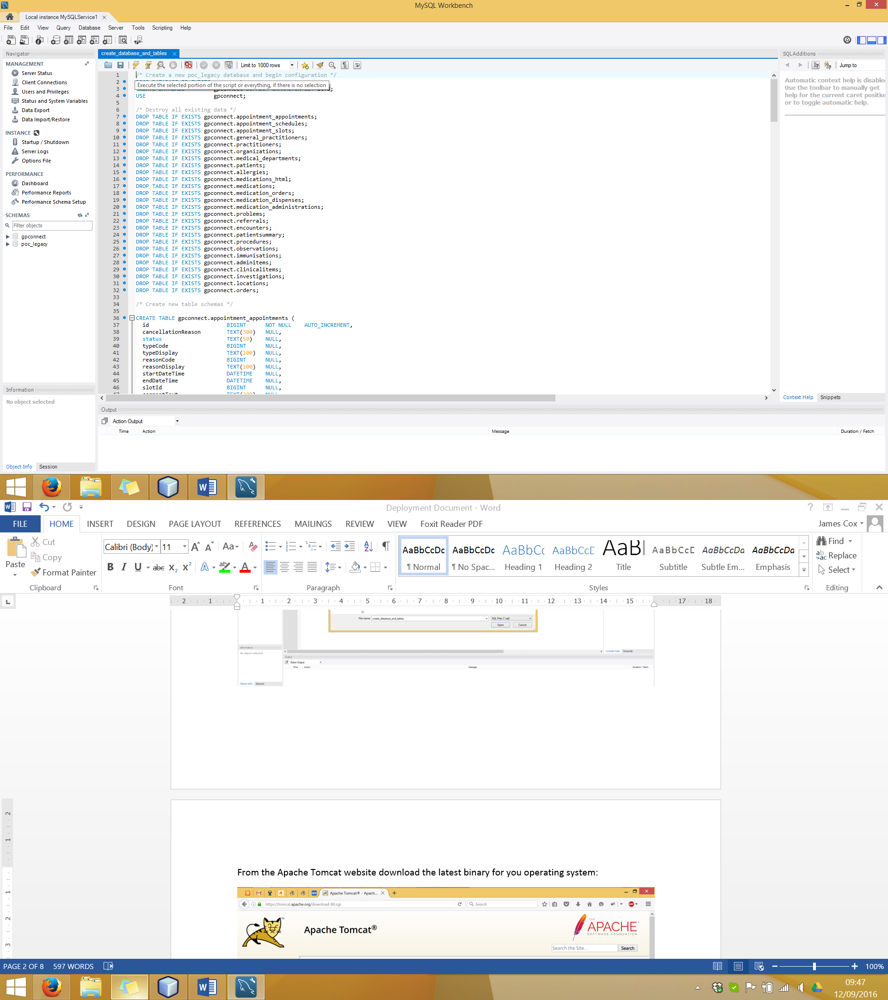 MySQL Workbench
Local instance MySQLService1
File Edit View Query Database Server Tools Scripting Help
Navigator
MANAGEMENT
Server Status
Client Connections
Users and Privileges
Status and System Variables
Data Export
Data Import/Restore
INSTANCE
Startup / Shutdown
Server Logs
Options File
PERFORMANCE
Dashboard
Performance Reports
Performance Schema Setup
SCHEMAS
Filter objects
gpconnect
poc_legacy
Information
No object selected
Object Info Session
create_database_and_tables
Limit to 1000 rows
1 /* Create a new poc_legacy database and begin configuration */
2
Execute the selected portion of the script or everything, if there is no selection
3 gpconnect
4 USE gpconnect;
5
6 /* Destroy all existing data */
7 DROP TABLE IF EXISTS gpconnect.appointment_appointments;
8 DROP TABLE IF EXISTS gpconnect.appointment_schedules;
9 DROP TABLE IF EXISTS gpconnect.appointment_slots;
10 DROP TABLE IF EXISTS gpconnect.general_practitioners;
11 DROP TABLE IF EXISTS gpconnect.practitioners;
12 DROP TABLE IF EXISTS gpconnect.organizations;
13 DROP TABLE IF EXISTS gpconnect.medical_departments;
14 DROP TABLE IF EXISTS gpconnect.patients;
15 DROP TABLE IF EXISTS gpconnect.allergies;
16 DROP TABLE IF EXISTS gpconnect.medications_html;
17 DROP TABLE IF EXISTS gpconnect.medications;
18 DROP TABLE IF EXISTS gpconnect.medication_orders;
19 DROP TABLE IF EXISTS gpconnect.medication_dispenses;
20 DROP TABLE IF EXISTS gpconnect.medication_administrations;
21 DROP TABLE IF EXISTS gpconnect.problems;
22 DROP TABLE IF EXISTS gpconnect.referrals;
23 DROP TABLE IF EXISTS gpconnect.encounters;
24 DROP TABLE IF EXISTS gpconnect.patientsummary;
25 DROP TABLE IF EXISTS gpconnect.procedures;
26 DROP TABLE IF EXISTS gpconnect.observations;
27 DROP TABLE IF EXISTS gpconnect.immunisations;
28 DROP TABLE IF EXISTS gpconnect.adminitems;
29 DROP TABLE IF EXISTS gpconnect.clinicalitems;
30 DROP TABLE IF EXISTS gpconnect.investigations;
31 DROP TABLE IF EXISTS gpconnect.locations;
32 DROP TABLE IF EXISTS gpconnect.orders;
33
34 /* Create new table schemas */
35
36 CREATE TABLE gpconnect.appointment_appointments (
37 id BIGINT NOT NULL AUTO_INCREMENT,
38 cancellationReason TEXT(300) NULL,
39 status TEXT(50) NULL,
40 typeCode BIGINT NULL,
41 typeDisplay TEXT(100) NULL,
42 reasonCode BIGINT NULL,
43 reasonDisplay TEXT(100) NULL,
44 startDateTime DATETIME NULL,
45 endDateTime DATETIME NULL,
46 slotId BIGINT NULL,
SQLAdditions
Jump to
Automatic context help is disable
Use the toolbar to manually get
help for the current caret positio
or to toggle automatic help.
Context Help Snippets
Output
Action Output
Time Action Message Duration / Fetch
Deployment Document - Word
FILE HOME INSERT DESIGN PAGE LAYOUT REFERENCES MAILINGS REVIEW VIEW Foxit Reader PDF James Cox
Paste
Cut
Copy
Format Painter
Clipboard
Calibri (Body) 11
Font
Paragraph
AaBbCcDc AaBbCcDc AaBbCc AaBbCcC AaBl AaBbCcD AaBbCcDa AaBbCcDa
¶ Normal ¶ No Spac... Heading 1 Heading 2 Title Subtitle Subtle Em... Emphasis
Styles
Find
Replace
Select
Editing
2 1 1 2 3 4 5 6 7 8 9 10 11 12 13 14 15 17 18
File name: create_database_and_tables SQL Files (*.sql)
Open Cancel
Information
No object selected
Context Help Snippets
Output
Action Output
Time Action Message Duration / Fetch
Object Info Session
From the Apache Tomcat website download the latest binary for you operating system:
Apache Tomcat® - Apach...
https://tomcat.apache.org/download-80.cgi
Search
Apache Tomcat®
THE
APACHE
SOFTWARE FOUNDATION
Search the Site... Search
PAGE 2 OF 8 597 WORDS 100%
09:47
12/09/2016